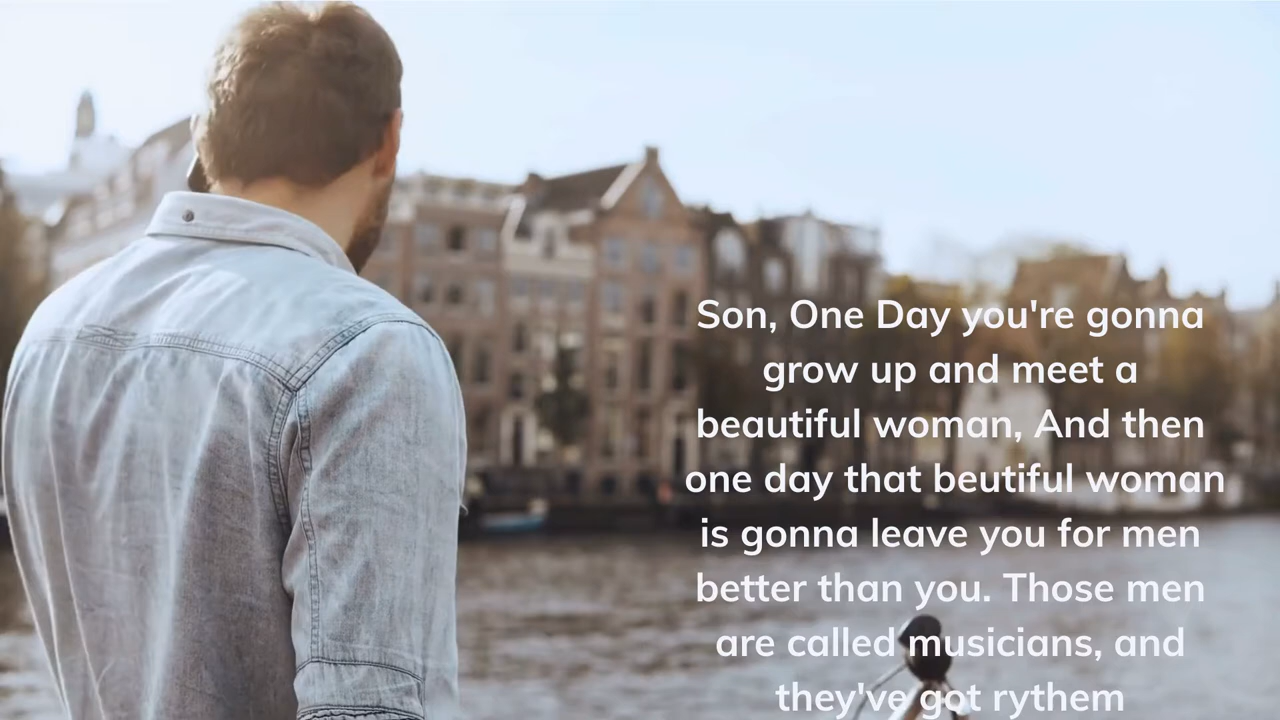 Son, One Day you're gonna
grow up and meet a
beautiful woman, And then
one day that beutiful woman
is gonna leave you for men
better than you. Those men
are called musicians, and
they've got rythem